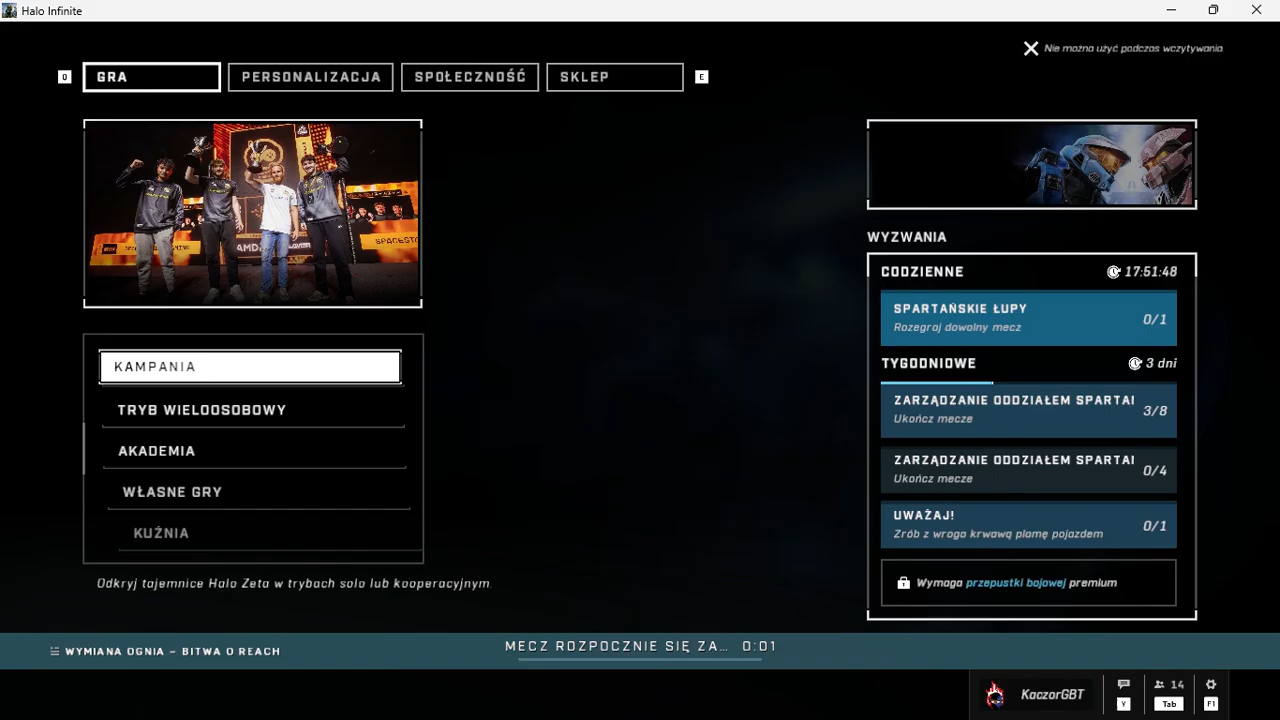 Halo Infinite
Nie można użyć podczas wczytywania
Q GRA PERSONALIZACJA SPOŁECZNOŚĆ SKLEP E
WYZWANIA
CODZIENNE 17:51:48
SPARTAŃSKIE ŁUPY
Rozegraj dowolny mecz
0/1
TYGODNIOWE 3 dni
ZARZĄDZANIE ODDZIAŁEM SPARTAI
Ukończ mecze
3/8
ZARZĄDZANIE ODDZIAŁEM SPARTAI
Ukończ mecze
0/4
UWAŻAJ!
Zrób z wroga krwawą plamę pojazdem
0/1
Wymaga przepustki bojowej premium
KAMPANIA
TRYB WIELOOSOBOWY
AKADEMIA
WŁASNE GRY
KUŹNIA
Odkryj tajemnice Halo Zeta w trybach solo lub kooperacyjnym.
WYMIANA OGNIA – BITWA O REACH
MECZ ROZPOCZNIE SIĘ ZA... 0:01
KaczorGBT
Y
14
Tab
F1